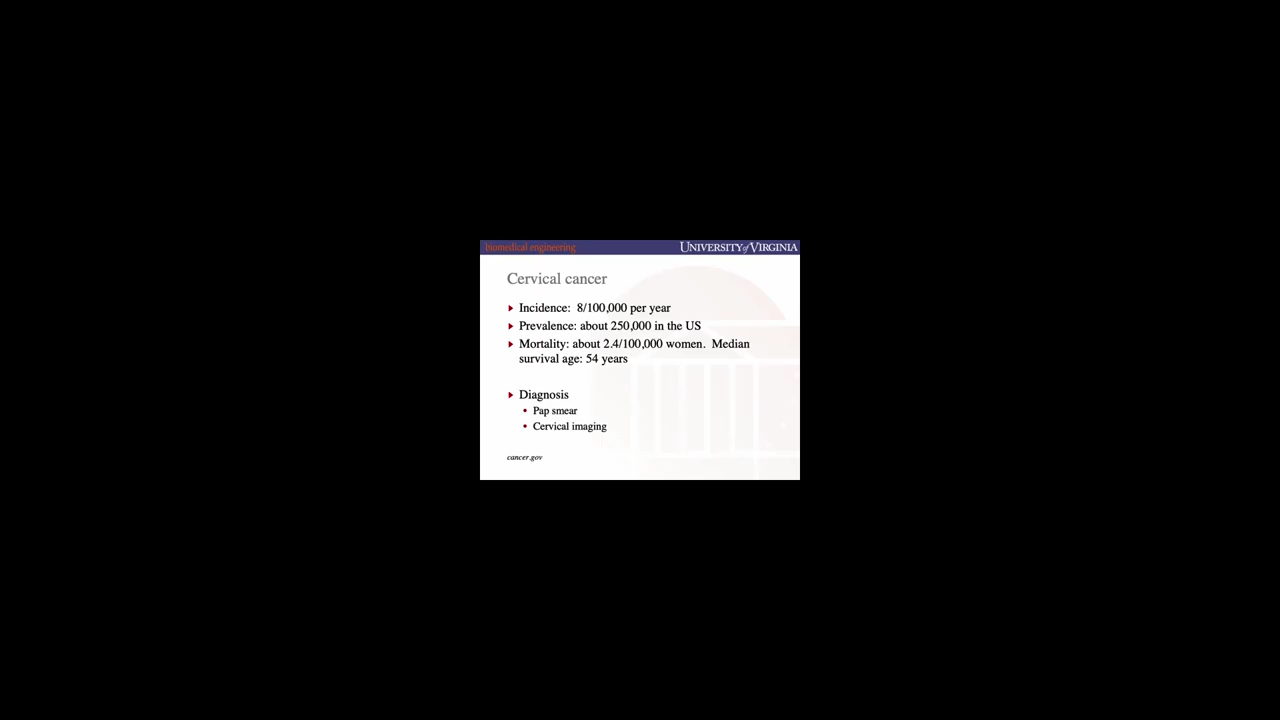 Biomedical engineering
UNIVERSITY of VIRGINIA
Cervical cancer
Incidence:  8/100,000 per year
Prevalence: about 250,000 in the US
Mortality: about 2.4/100,000 women.  Median
survival age: 54 years
Diagnosis
Pap smear
Cervical imaging
cancer.gov